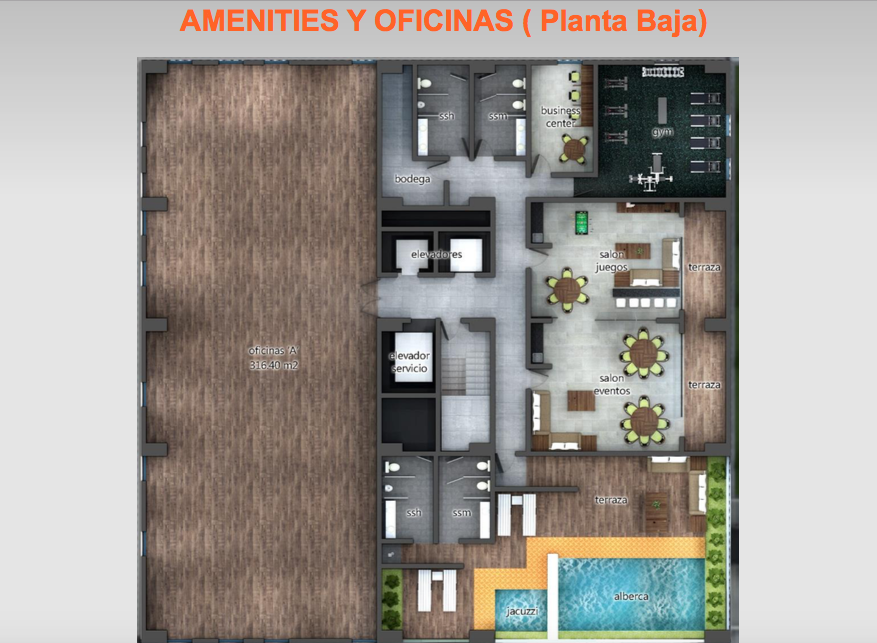 AMENITIES Y OFICINAS ( Planta Baja)
ssh
ssm
business
center
gym
bodega
elevadores
salon
juegos
terraza
oficinas 'A'
316.40 m2
elevador
servicio
salon
eventos
terraza
ssh
ssm
terraza
jacuzzi
alberca